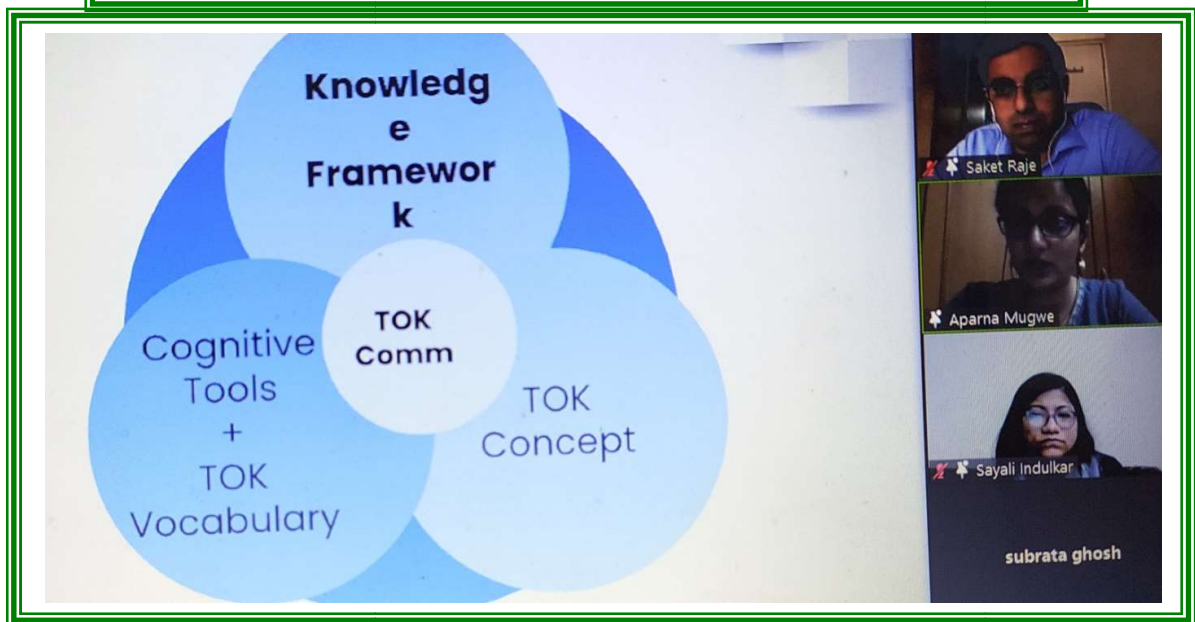 Knowledg
e
Framewor
k
TOK
Comm
Cognitive
Tools
+
TOK
Vocabulary
TOK
Concept
Saket Raje
Aparna Mugwe
Sayali Indulkar
subrata ghosh